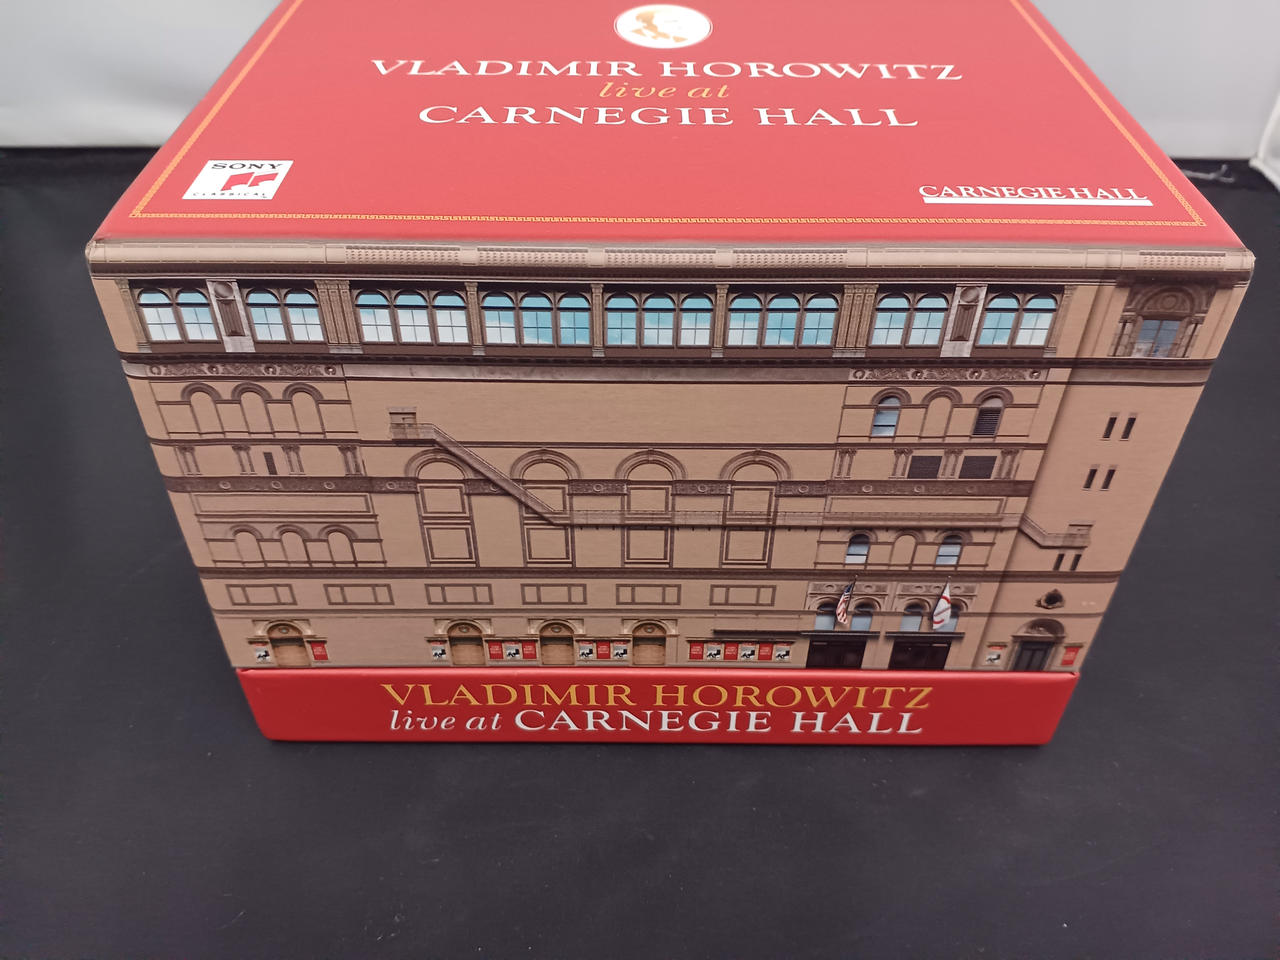 VLADIMIR HOROWITZ
live at
CARNEGIE HALL
SONY
CLASSICAL
CARNEGIE HALL
VLADIMIR HOROWITZ
live at CARNEGIE HALL